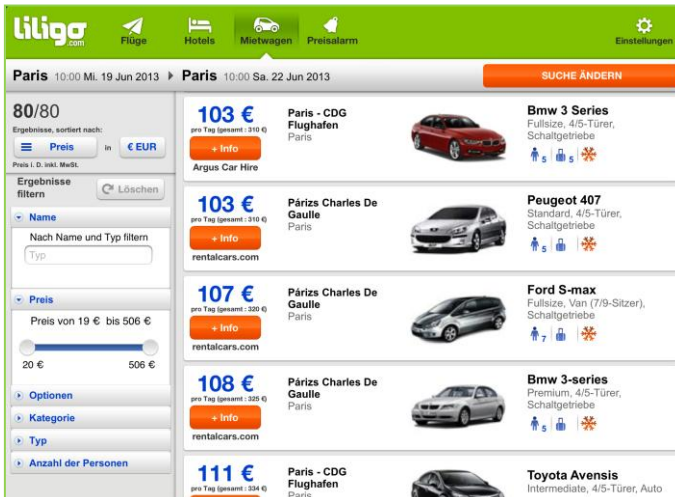 liligo
.com
Flüge
Hotels
Mietwagen
Preisalarm
Einstellungen
Paris 10:00 Mi. 19 Jun 2013
Paris 10:00 Sa. 22 Jun 2013
SUCHE ÄNDERN
80/80
Ergebnisse, sortiert nach:
Preis in € EUR
Preis i. D. inkl. MwSt.
Ergebnisse filtern
Löschen
Name
Nach Name und Typ filtern
Typ
Preis
Preis von 19 € bis 506 €
20 € 506 €
Optionen
Kategorie
Typ
Anzahl der Personen
103 €
pro Tag (gesamt : 310 €)
+ Info
Argus Car Hire
Paris - CDG
Flughafen
Paris
Bmw 3 Series
Fullsize, 4/5-Türer,
Schaltgetriebe
5 5
103 €
pro Tag (gesamt : 310 €)
+ Info
rentalcars.com
Párizs Charles De
Gaulle
Paris
Peugeot 407
Standard, 4/5-Türer,
Schaltgetriebe
5
107 €
pro Tag (gesamt : 320 €)
+ Info
rentalcars.com
Párizs Charles De
Gaulle
Paris
Ford S-max
Fullsize, Van (7/9-Sitzer),
Schaltgetriebe
7
108 €
pro Tag (gesamt : 325 €)
+ Info
rentalcars.com
Párizs Charles De
Gaulle
Paris
Bmw 3-series
Premium, 4/5-Türer,
Schaltgetriebe
5
111 €
pro Tag (gesamt : 334 €)
Paris - CDG
Flughafen
Paris
Toyota Avensis
Intermediate, 4/5-Türer, Auto